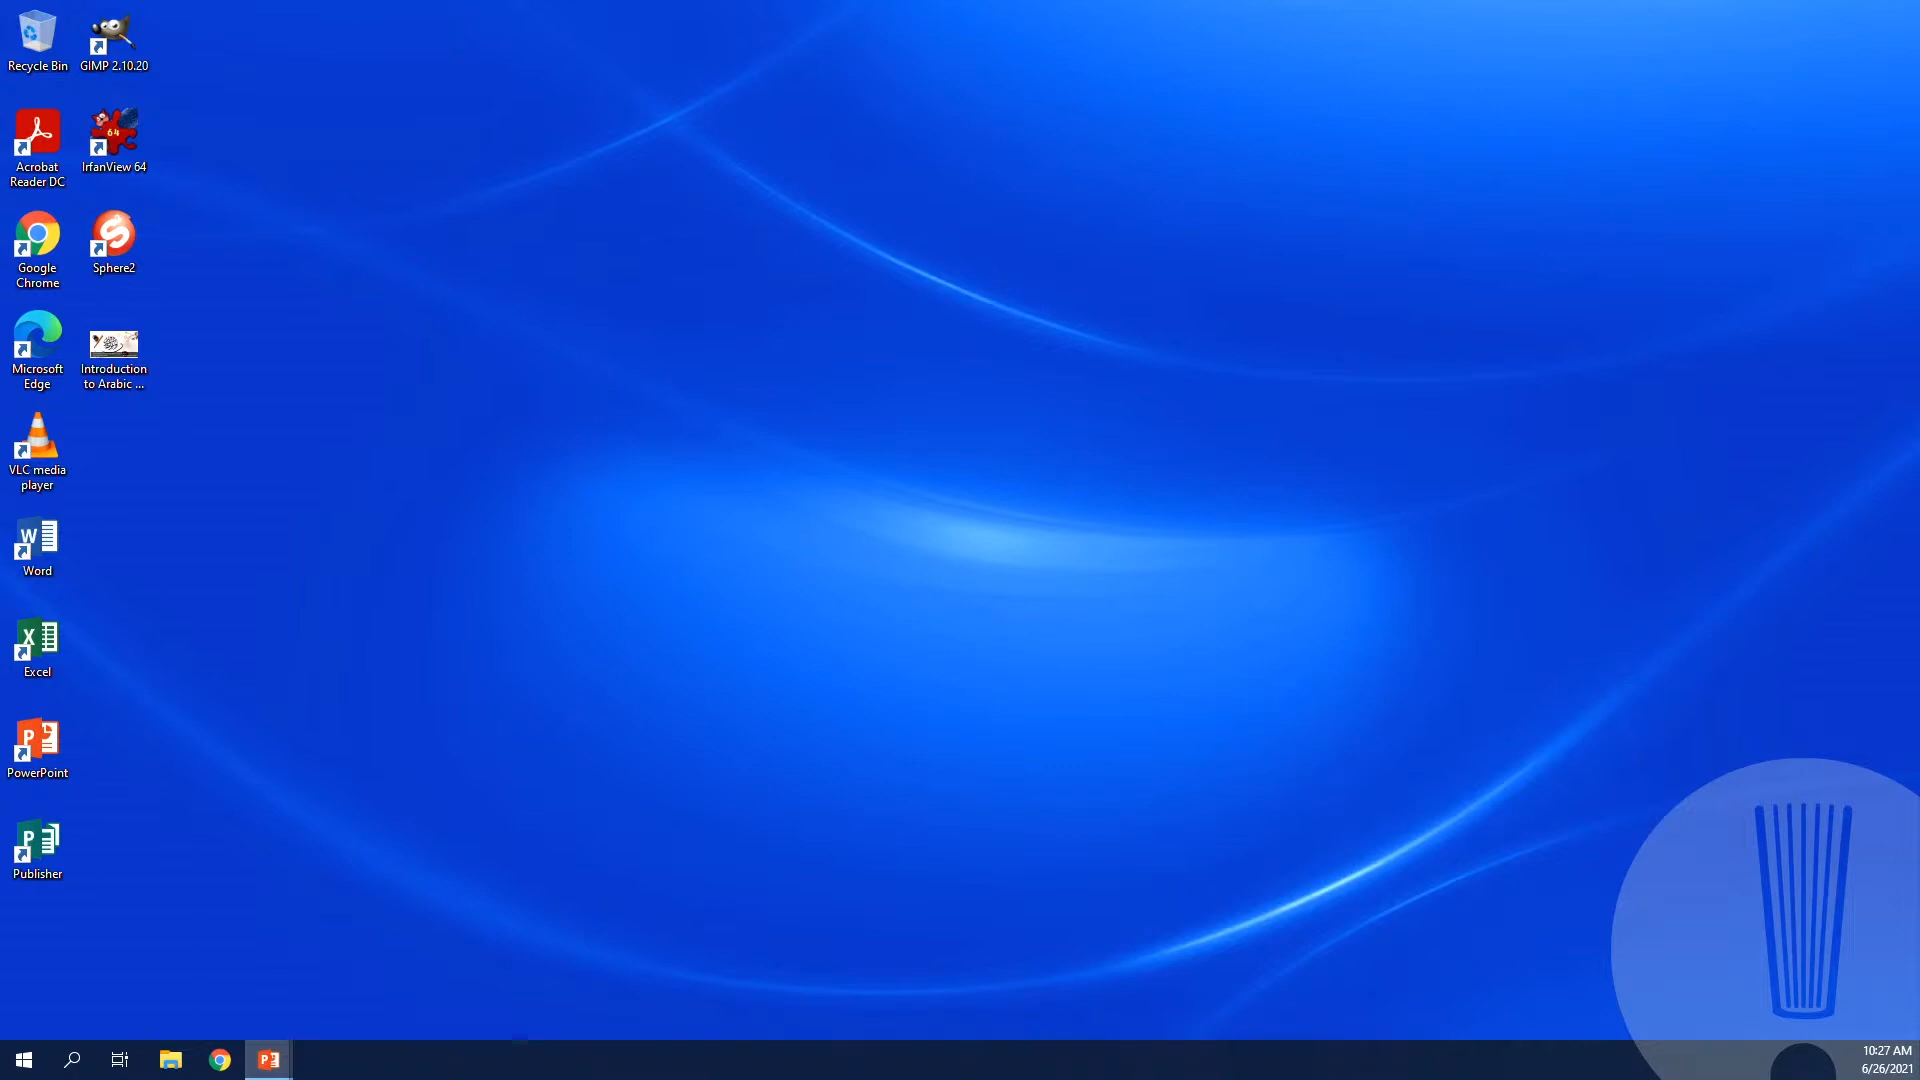 Recycle Bin
GIMP 2.10.20
Acrobat
Reader DC
64
IrfanView 64
Google
Chrome
S
Sphere2
Microsoft
Edge
Introduction
to Arabic ...
VLC media
player
W
Word
X
Excel
P
PowerPoint
P
Publisher
P
10:27 AM
6/26/2021